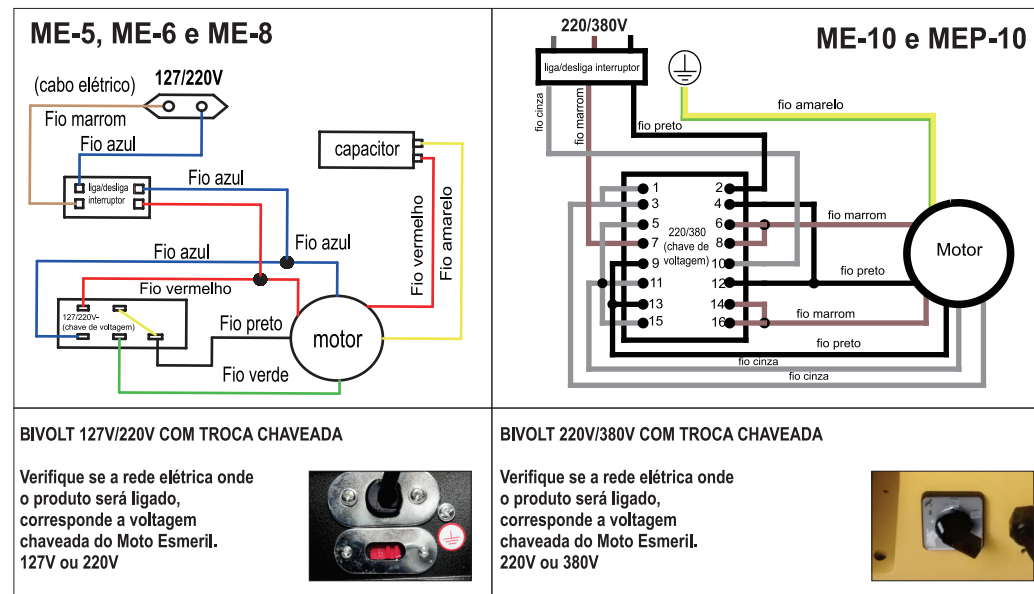 ME-5, ME-6 e ME-8
127/220V
(cabo elétrico)
Fio marrom
Fio azul
liga/desliga
interruptor
Fio azul
capacitor
Fio vermelho
Fio amarelo
Fio azul
Fio azul
Fio vermelho
127/220V-
(chave de voltagem)
Fio preto
motor
Fio verde
BIVOLT 127V/220V COM TROCA CHAVEADA
Verifique se a rede elétrica onde
o produto será ligado,
corresponde a voltagem
chaveada do Moto Esmeril.
127V ou 220V
220/380V
ME-10 e MEP-10
liga/desliga interruptor
fio cinza
fio marrom
fio preto
fio amarelo
1 2
3 4
5 6
7 8
9 10
11 12
13 14
15 16
220/380
(chave de
voltagem)
fio marrom
Motor
fio preto
fio marrom
fio preto
fio cinza
fio cinza
BIVOLT 220V/380V COM TROCA CHAVEADA
Verifique se a rede elétrica onde
o produto será ligado,
corresponde a voltagem
chaveada do Moto Esmeril.
220V ou 380V